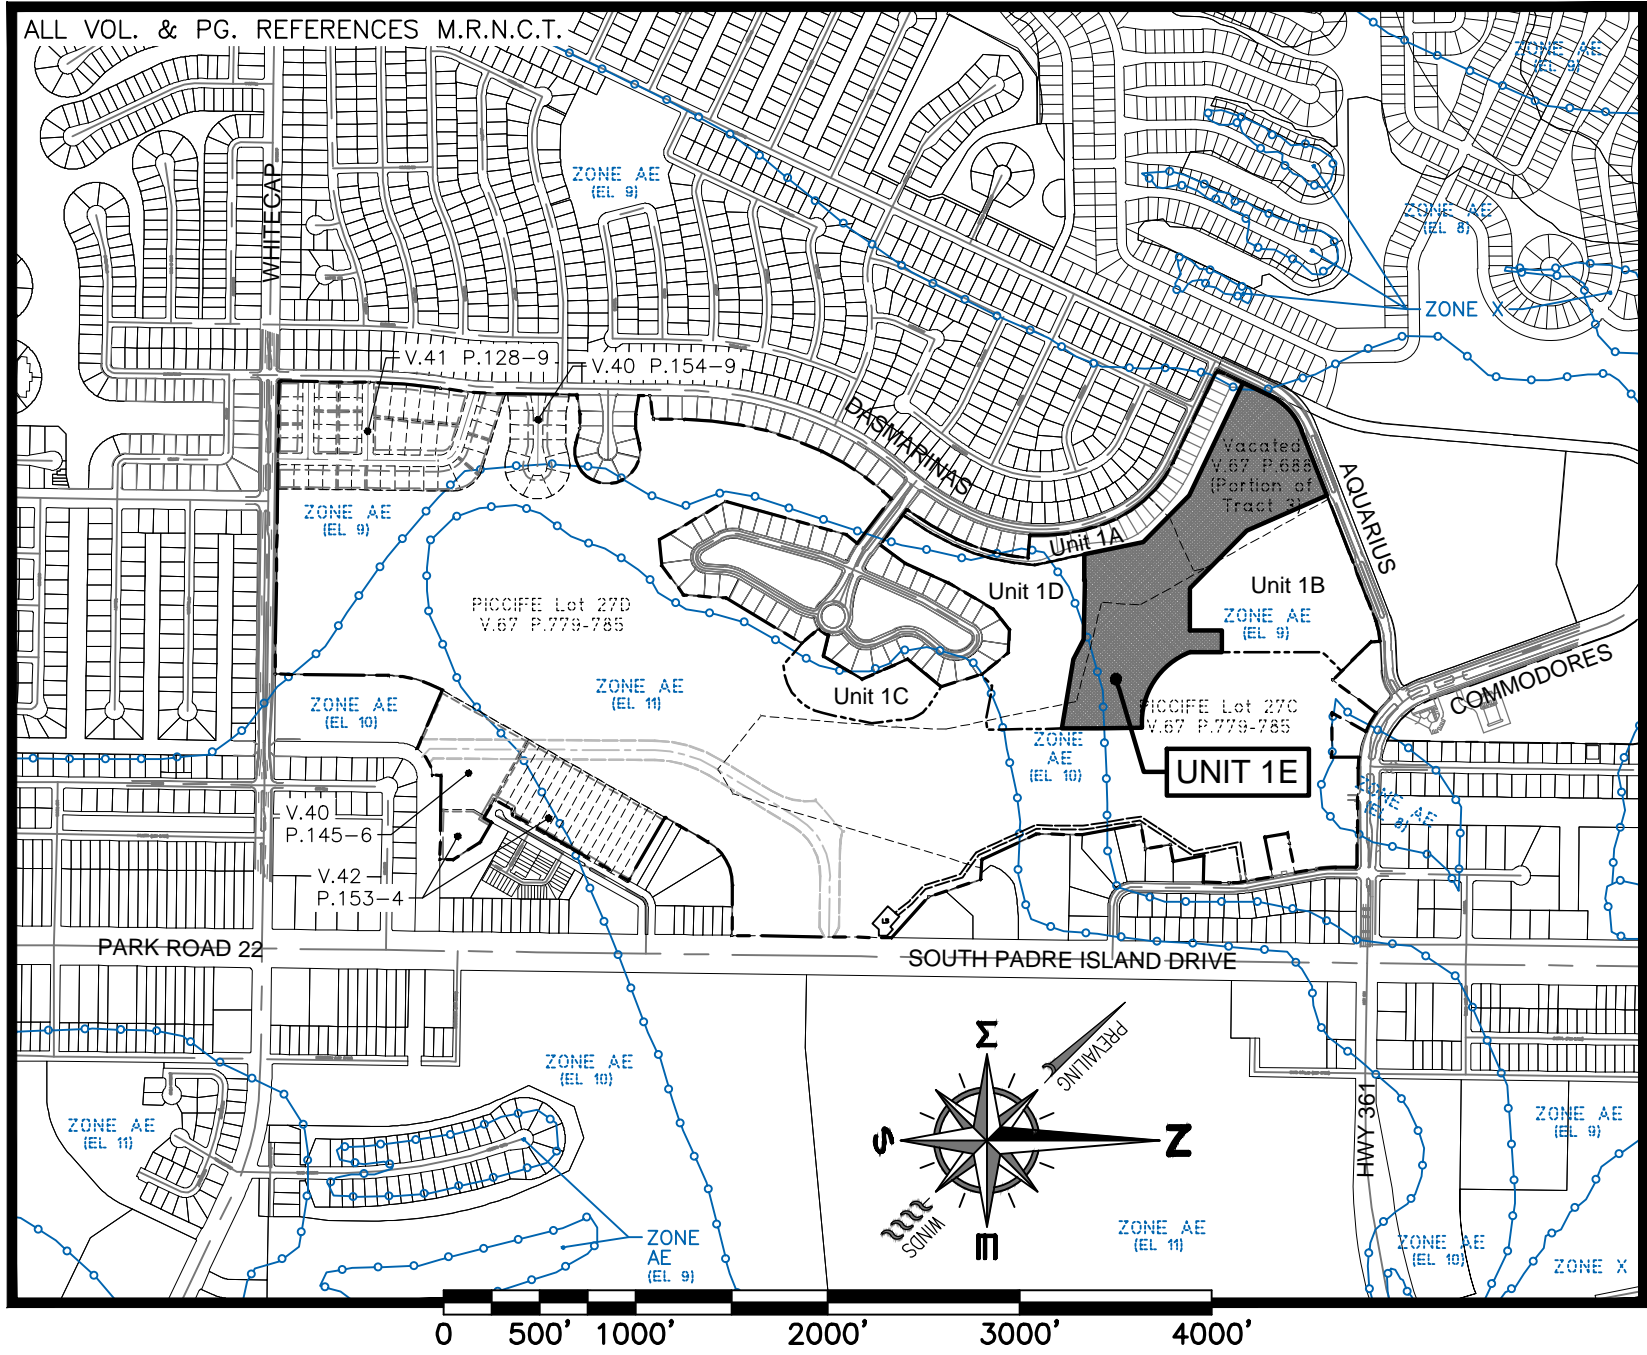 ALL VOL. & PG. REFERENCES M.R.N.C.T.
ZONE AE
(EL 9)
ZONE AE
(EL 9)
WHITECAP
ZONE AE
(EL 8)
ZONE X
V.41 P.128-9
V.40 P.154-9
DASMARINAS
Vacated
V.67 P.688
(Portion of
Tract 3)
AQUARIUS
ZONE AE
(EL 9)
Unit 1A
Unit 1D
Unit 1B
ZONE AE
(EL 9)
PICCIFE Lot 27D
V.67 P.779-785
ZONE AE
(EL 11)
Unit 1C
ZONE AE
(EL 10)
COMMODORES
PICCIFE Lot 27C
V.67 P.779-785
ZONE
AE
(EL 10)
UNIT 1E
ZONE AE
(EL 8)
V.40
P.145-6
V.42
P.153-4
LS
PARK ROAD 22
SOUTH PADRE ISLAND DRIVE
ZONE AE
(EL 10)
ZONE AE
(EL 11)
W
PREVAILING
S
N
WINDS
E
HWY 361
ZONE AE
(EL 9)
ZONE
AE
(EL 9)
ZONE AE
(EL 11)
ZONE AE
(EL 10)
ZONE X
0 500' 1000' 2000' 3000' 4000'